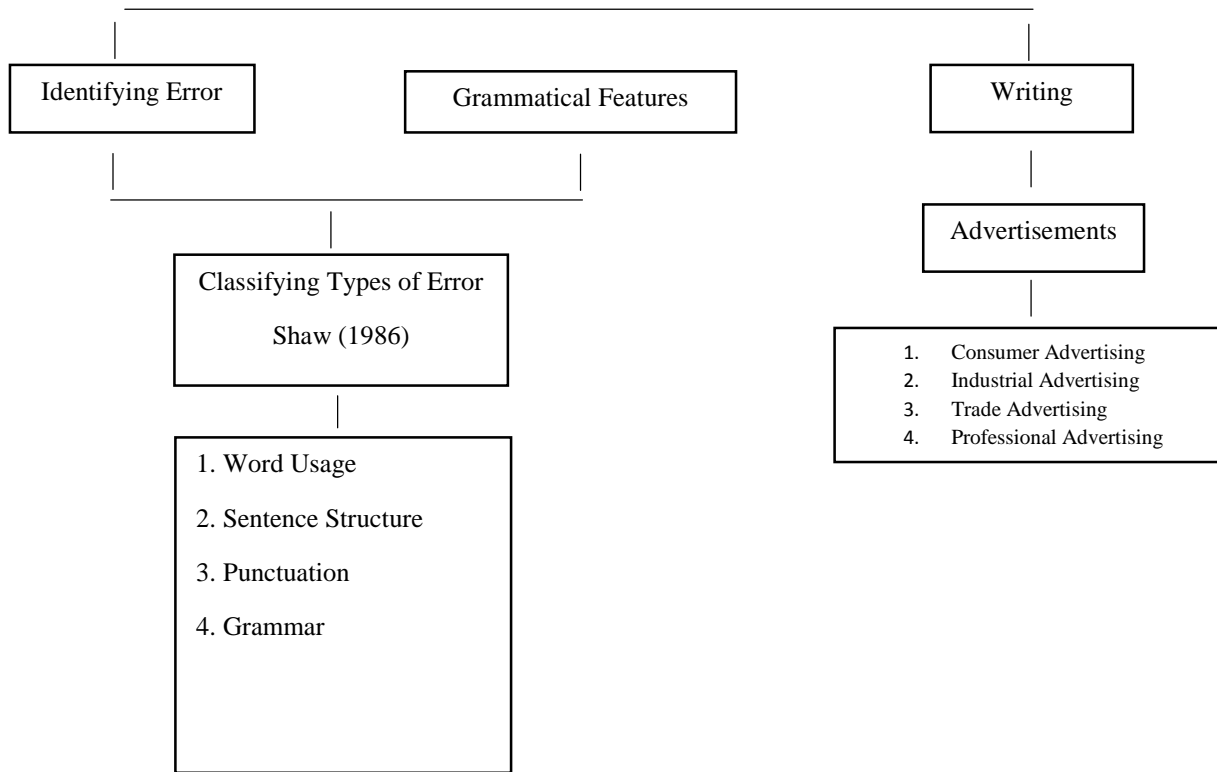 Identifying Error
Grammatical Features
Writing
Advertisements
Classifying Types of Error
Shaw (1986)
1. Consumer Advertising
2. Industrial Advertising
3. Trade Advertising
4. Professional Advertising
1. Word Usage
2. Sentence Structure
3. Punctuation
4. Grammar